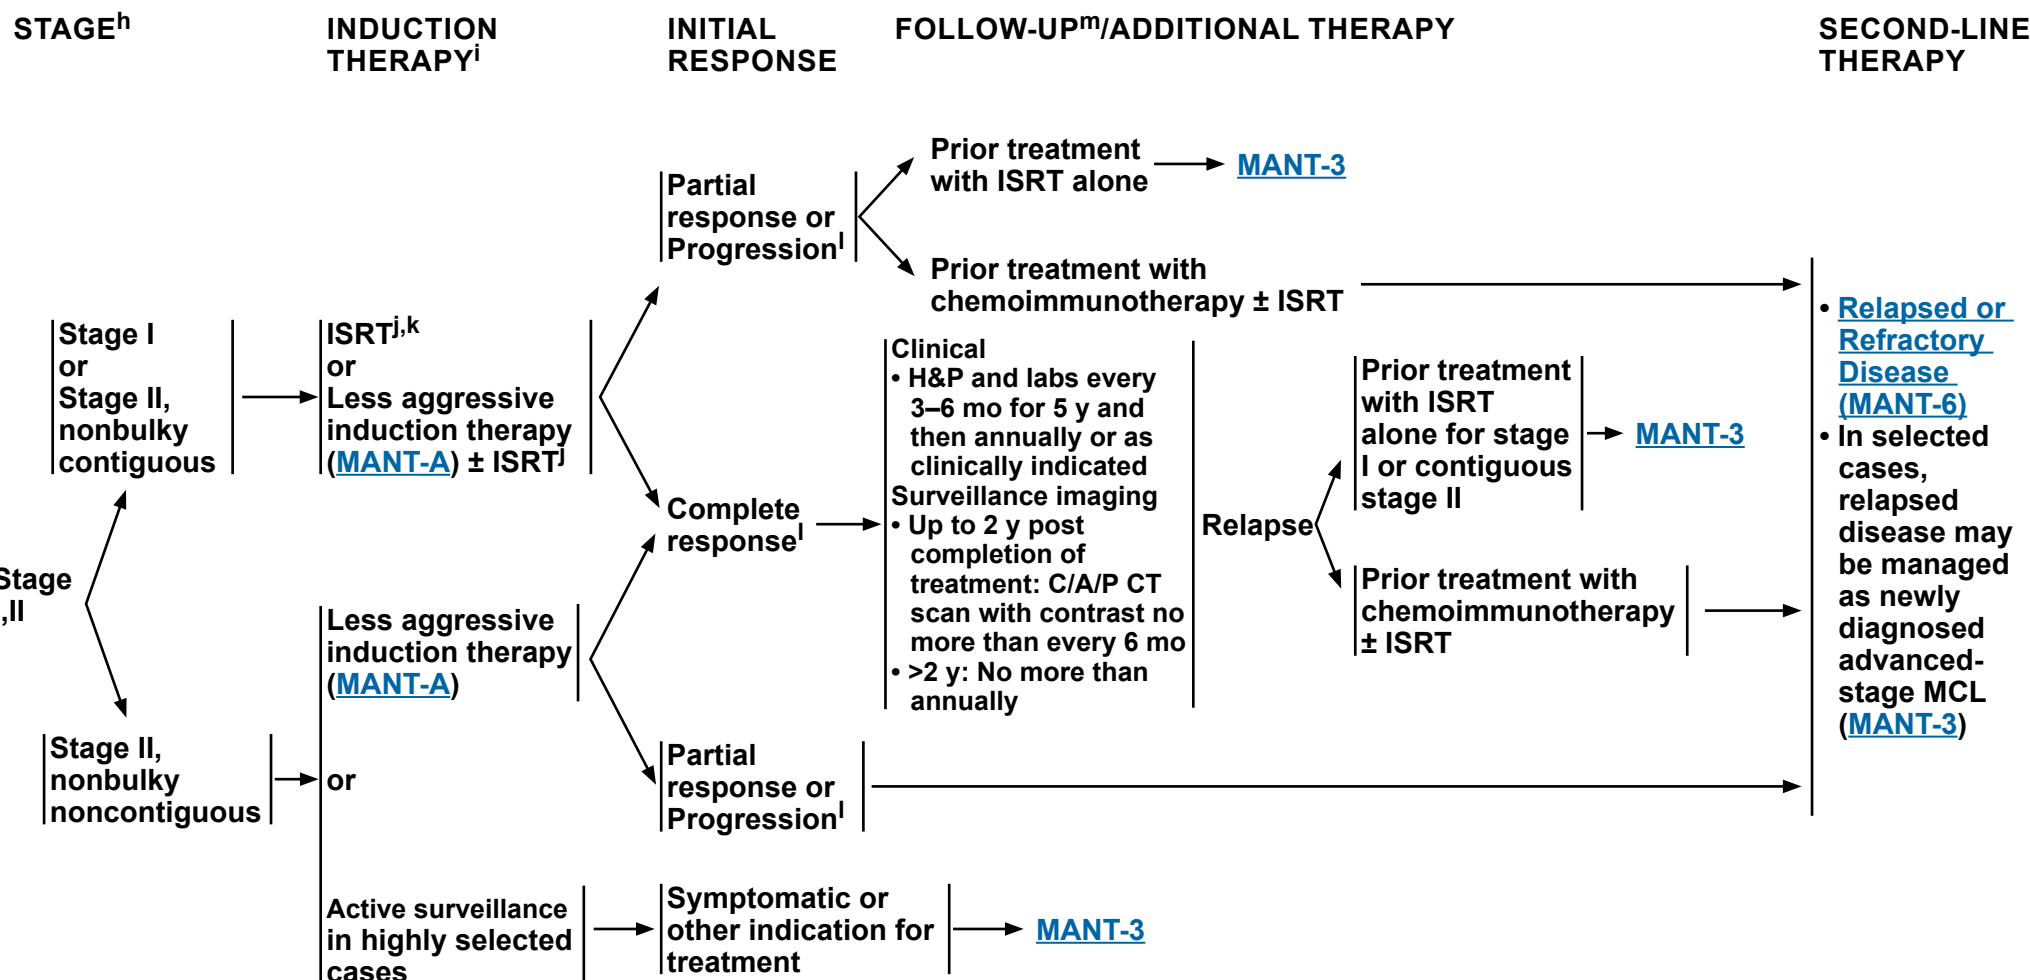 STAGEh
INDUCTION
THERAPYi
INITIAL
RESPONSE
FOLLOW-UPm/ADDITIONAL THERAPY
SECOND-LINE
THERAPY
Stage
,II
Stage I
or
Stage II,
nonbulky
contiguous
Stage II,
nonbulky
noncontiguous
ISRTj,k
or
Less aggressive
induction therapy
(MANT-A) ± ISRTj
Less aggressive
induction therapy
(MANT-A)
or
Active surveillance
in highly selected
cases
Partial
response or
Progressionl
Complete
responsel
Partial
response or
Progressionl
Symptomatic or
other indication for
treatment
MANT-3
Prior treatment
with ISRT alone
MANT-3
Prior treatment with
chemoimmunotherapy ± ISRT
Clinical
• H&P and labs every
3–6 mo for 5 y and
then annually or as
clinically indicated
Surveillance imaging
• Up to 2 y post
completion of
treatment: C/A/P CT
scan with contrast no
more than every 6 mo
• >2 y: No more than
annually
Relapse
Prior treatment
with ISRT
alone for stage
I or contiguous
stage II
MANT-3
Prior treatment with
chemoimmunotherapy
± ISRT
• Relapsed or
Refractory
Disease
(MANT-6)
• In selected
cases,
relapsed
disease may
be managed
as newly
diagnosed
advanced-
stage MCL
(MANT-3)